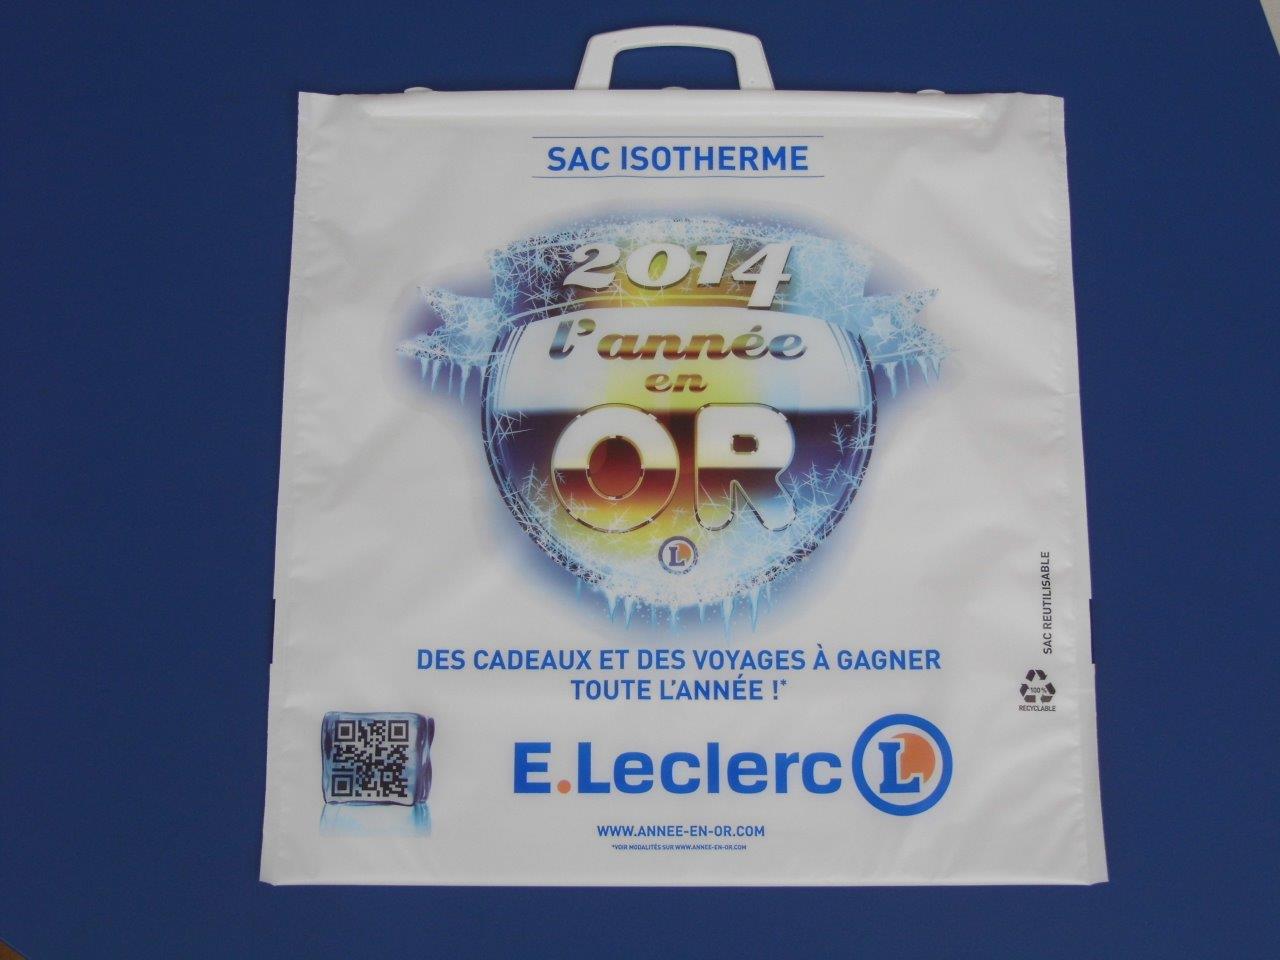 SAC ISOTHERME
2014
l'année
en
OR
L
DES CADEAUX ET DES VOYAGES À GAGNER
TOUTE L'ANNÉE !*
E.Leclerc L
WWW.ANNEE-EN-OR.COM
*VOIR MODALITÉS SUR WWW.ANNEE-EN-OR.COM
SAC REUTILISABLE
100%
RECYCLABLE